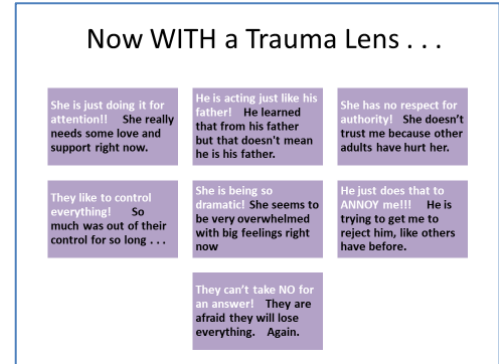 Now WITH a Trauma Lens . . .
She is just doing it for
attention!! She really
needs some love and
support right now.
He is acting just like his
father! He learned
that from his father
but that doesn't mean
he is his father.
She has no respect for
authority! She doesn't
trust me because other
adults have hurt her.
They like to control
everything! So
much was out of their
control for so long . . .
She is being so
dramatic! She seems to
be very overwhelmed
with big feelings right
now
He just does that to
ANNOY me!!! He is
trying to get me to
reject him, like others
have before.
They can't take NO for
an answer! They are
afraid they will lose
everything. Again.